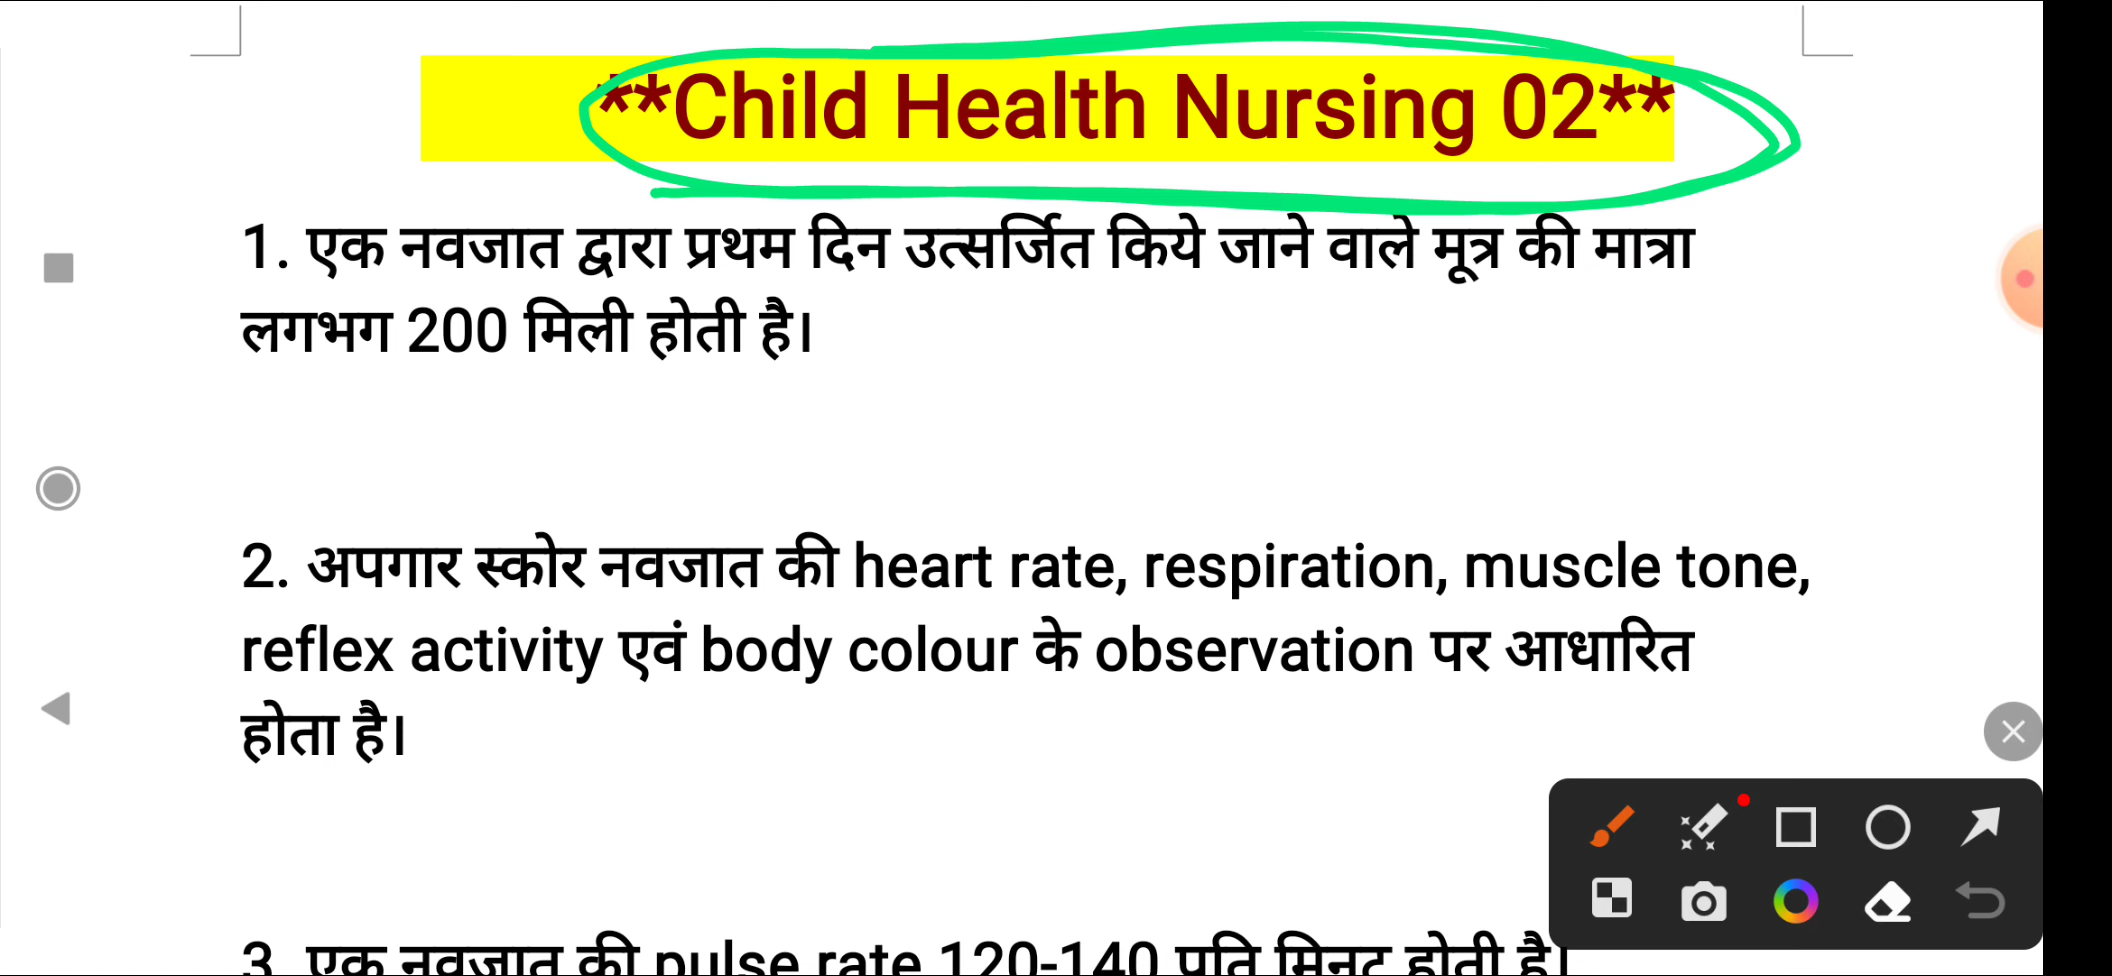 **Child Health Nursing 02**
1. एक नवजात द्वारा प्रथम दिन उत्सर्जित किये जाने वाले मूत्र की मात्रा
लगभग 200 मिली होती है।
2. अपगार स्कोर नवजात की heart rate, respiration, muscle tone,
reflex activity एवं body colour के observation पर आधारित
होता है।
3. एक नवजात की pulse rate 120-140 प्रति मिनट होती है।